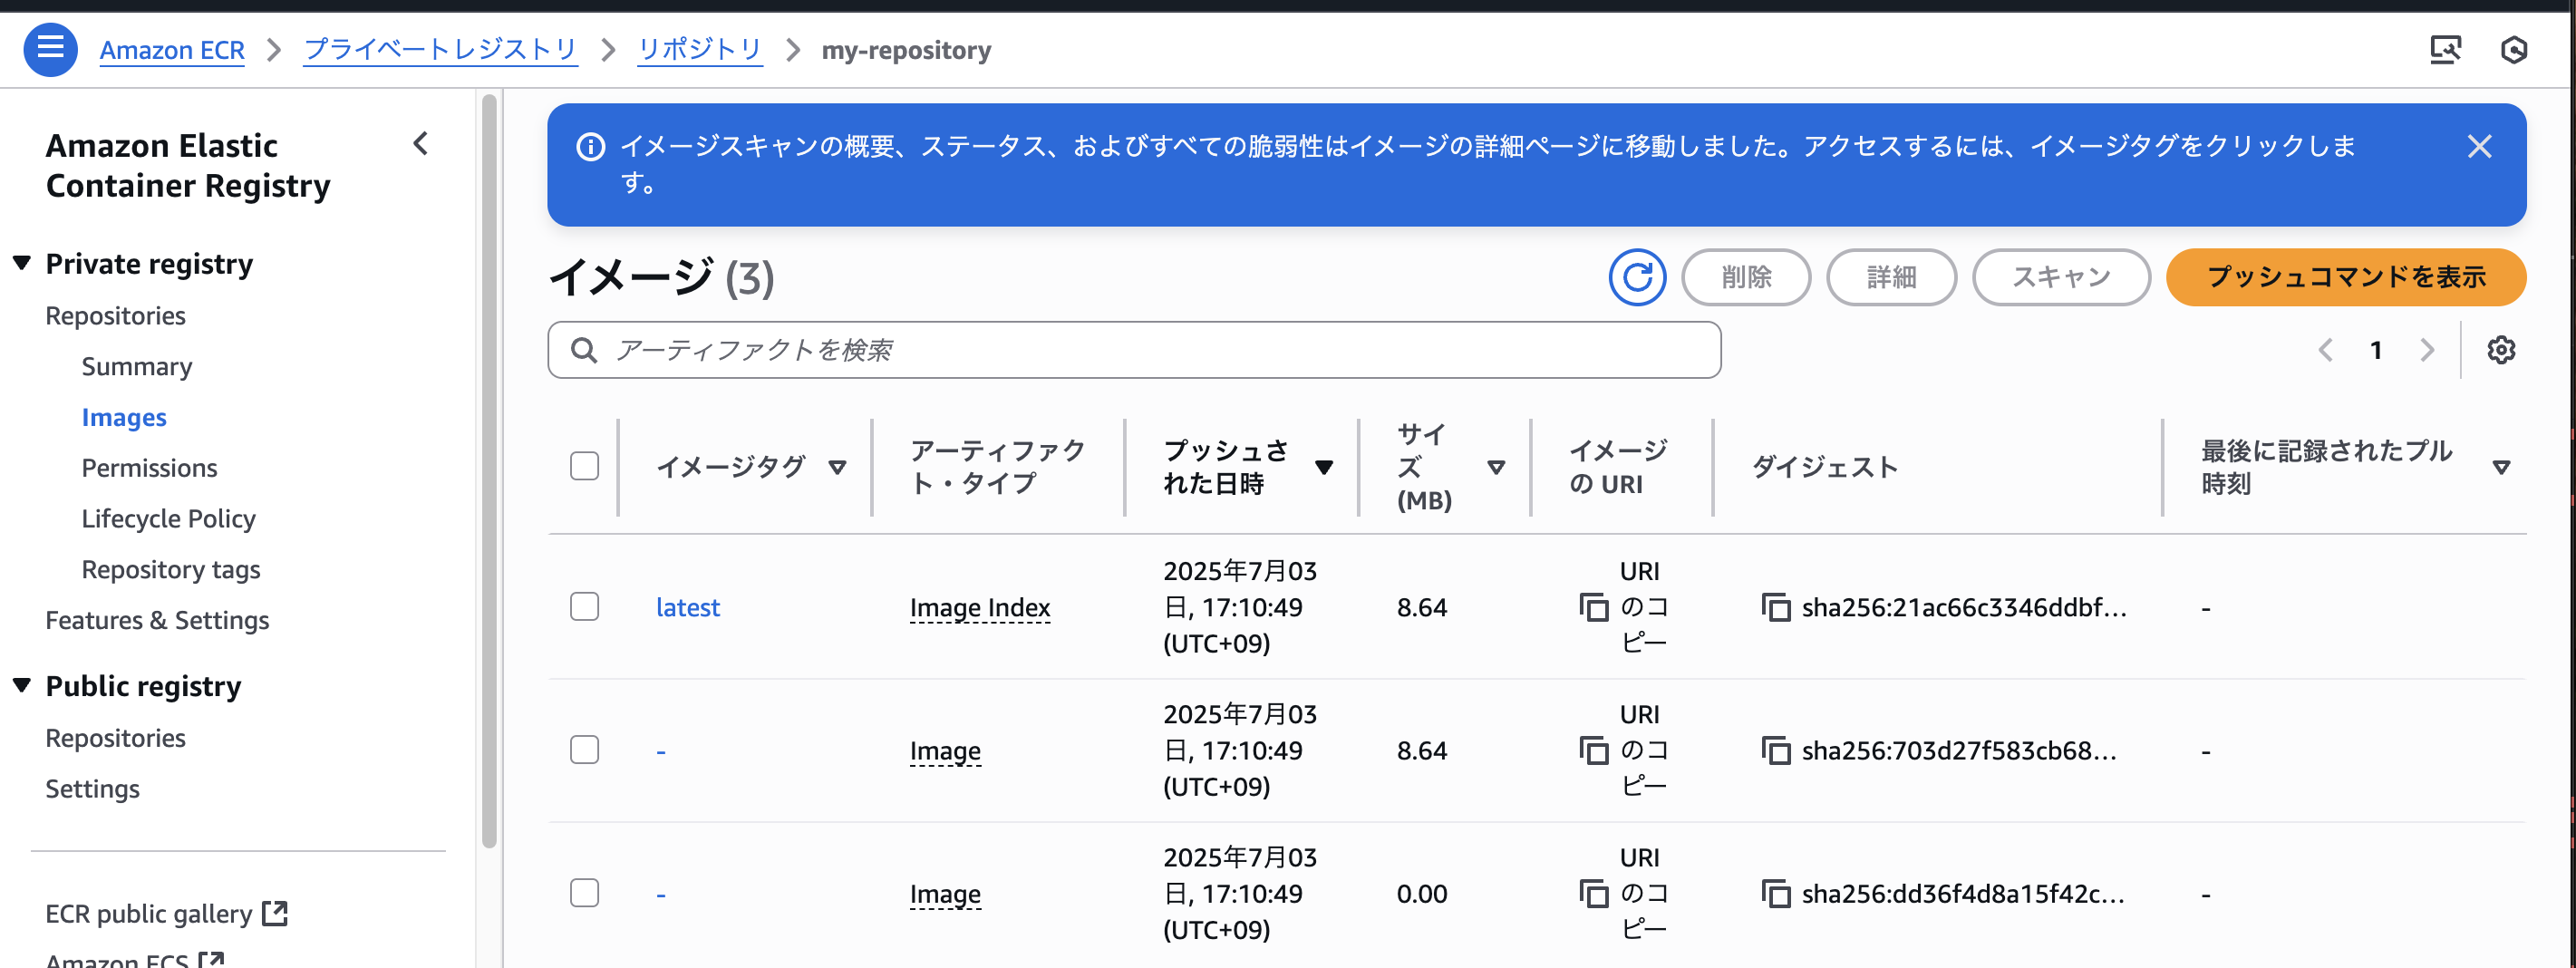 Amazon ECR > プライベートレジストリ > リポジトリ > my-repository
Amazon Elastic
Container Registry
Private registry
Repositories
Summary
Images
Permissions
Lifecycle Policy
Repository tags
Features & Settings
Public registry
Repositories
Settings
ECR public gallery
Amazon ECS
イメージスキャンの概要、ステータス、およびすべての脆弱性はイメージの詳細ページに移動しました。アクセスするには、イメージタグをクリックしま
す。
イメージ (3)
削除
詳細
スキャン
プッシュコマンドを表示
アーティファクトを検索
1
イメージタグ
アーティファク
ト・タイプ
プッシュさ
れた日時
サイ
ズ
(MB)
イメージ
の URI
ダイジェスト
最後に記録されたプル
時刻
latest
Image Index
2025年7月03
日, 17:10:49
(UTC+09)
8.64
URI
のコ
ピー
sha256:21ac66c3346ddbf...
-
-
Image
2025年7月03
日, 17:10:49
(UTC+09)
8.64
URI
のコ
ピー
sha256:703d27f583cb68...
-
-
Image
2025年7月03
日, 17:10:49
(UTC+09)
0.00
URI
のコ
ピー
sha256:dd36f4d8a15f42c...
-